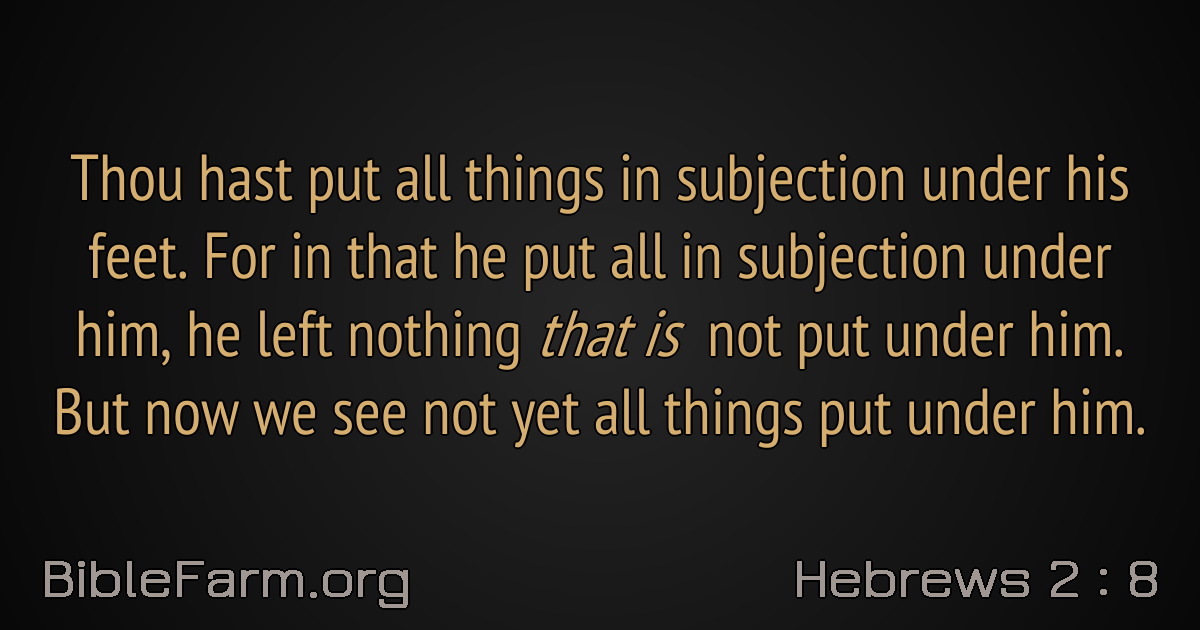 Thou hast put all things in subjection under his
feet. For in that he put all in subjection under
him, he left nothing that is not put under him.
But now we see not yet all things put under him.
BibleFarm.org
Hebrews 2 : 8